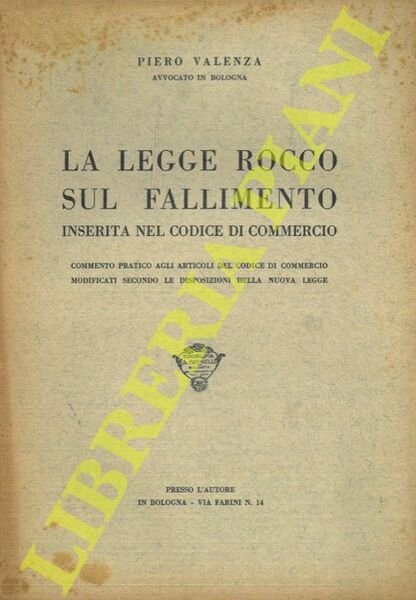 PIERO VALENZA
AVVOCATO IN BOLOGNA
LA LEGGE ROCCO
SUL FALLIMENTO
INSERITA NEL CODICE DI COMMERCIO
COMMENTO PRATICO AGLI ARTICOLI DEL CODICE DI COMMERCIO
MODIFICATI SECONDO LE DISPOSIZIONI DELLA NUOVA LEGGE
TIPOGRAFIA
PRESSO L'AUTORE
IN BOLOGNA - VIA FARINI N. 14
LIBRERIA PIANI